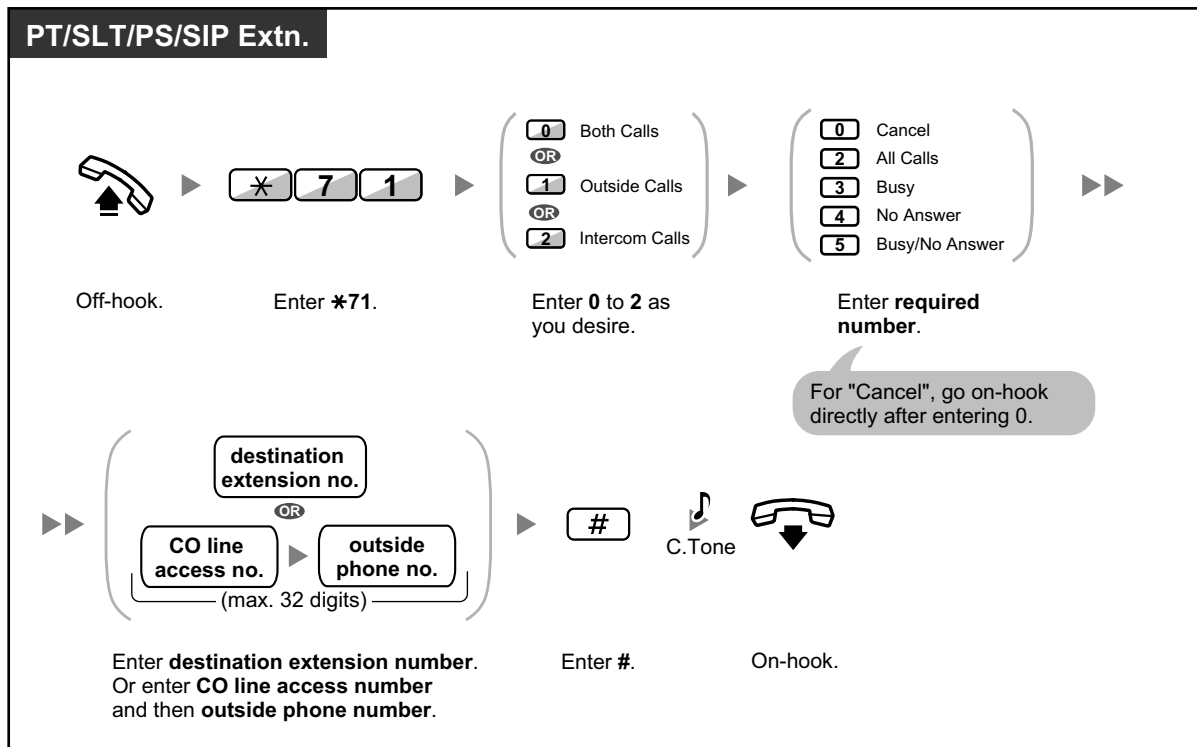 PT/SLT/PS/SIP Extn.
0 Both Calls
OR
1 Outside Calls
OR
2 Intercom Calls
0 Cancel
2 All Calls
3 Busy
4 No Answer
5 Busy/No Answer
* 7 1
Off-hook.
Enter *71.
Enter 0 to 2 as
you desire.
Enter required
number.
For "Cancel", go on-hook
directly after entering 0.
destination
extension no.
OR
CO line
access no.
outside
phone no.
(max. 32 digits)
#
C.Tone
Enter destination extension number.
Or enter CO line access number
and then outside phone number.
Enter #.
On-hook.